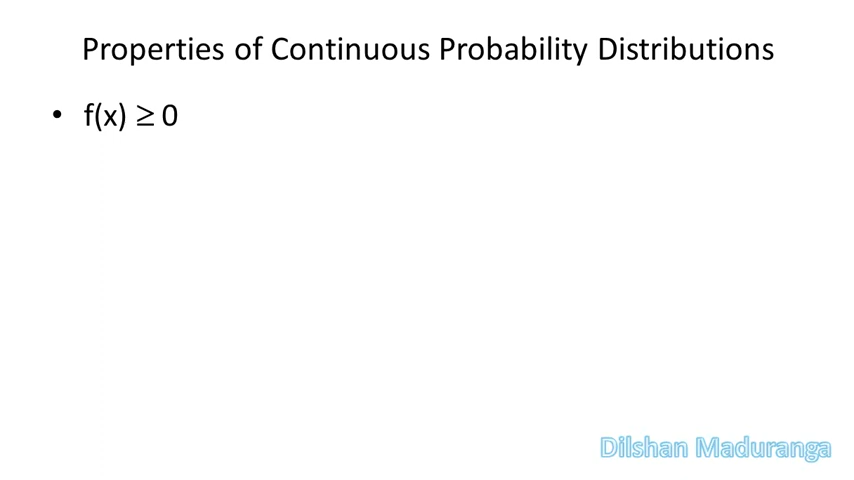 Properties of Continuous Probability Distributions
• f(x) ≥ 0
Dilshan Maduranga